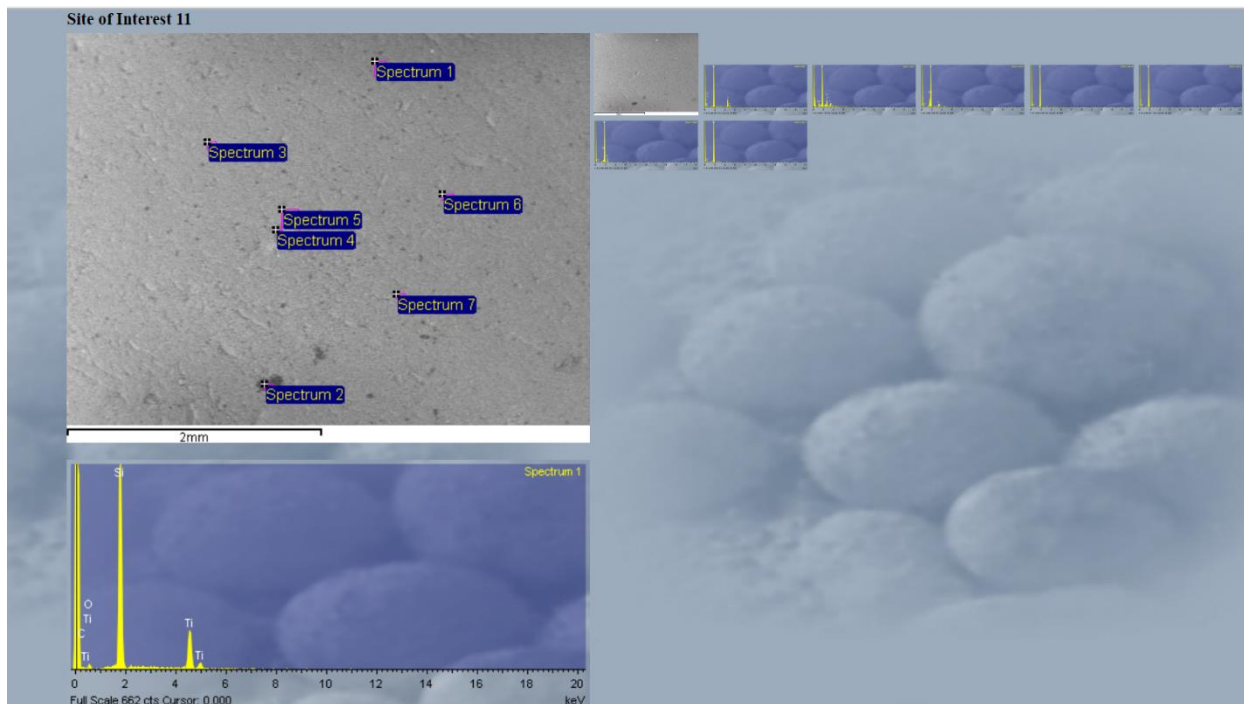 Site of Interest 11
Spectrum 1
Spectrum 3
Spectrum 6
Spectrum 5
Spectrum 4
Spectrum 7
Spectrum 2
2mm
Spectrum 1
Si
O
Ti
Ti
C
Ti
Ti
0 2 4 6 8 10 12 14 16 18 20
Full Scale 662 cts Cursor: 0.000 keV